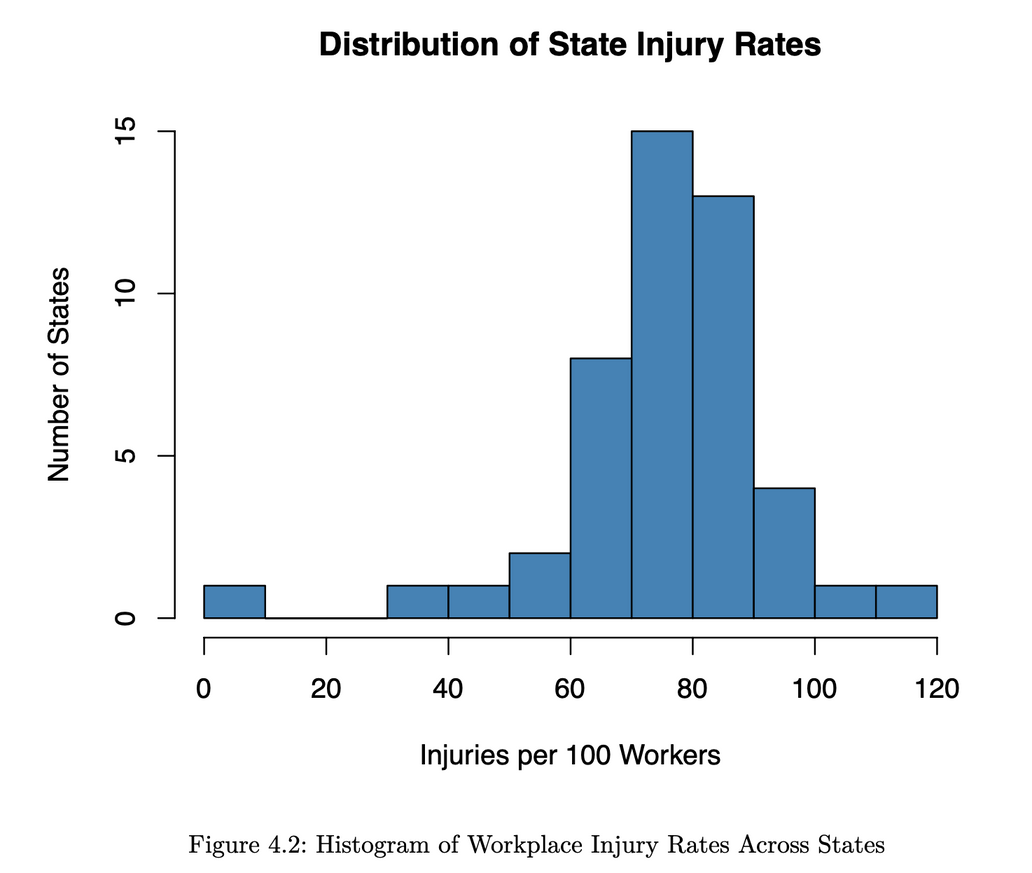 Distribution of State Injury Rates
15
10
5
0
Number of States
0 20 40 60 80 100 120
Injuries per 100 Workers
Figure 4.2: Histogram of Workplace Injury Rates Across States